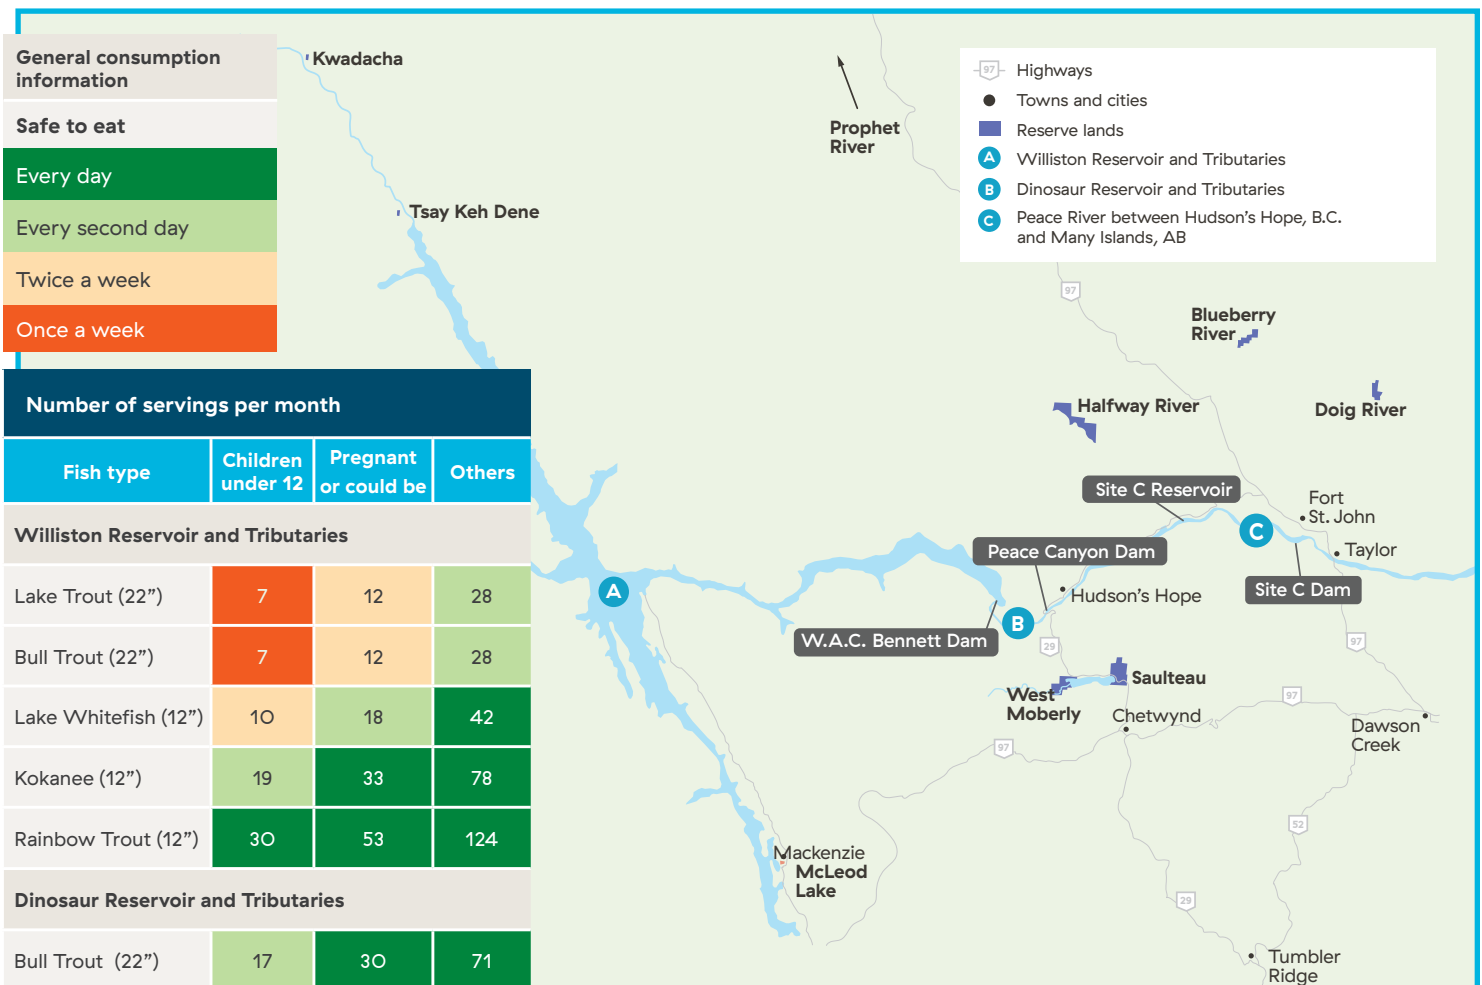 General consumption
information
Safe to eat
Every day
Every second day
Twice a week
Once a week
Number of servings per month
Fish type
Children
under 12
Pregnant
or could be
Others
Williston Reservoir and Tributaries
Lake Trout (22”) 7 12 28
Bull Trout (22”) 7 12 28
Lake Whitefish (12”) 10 18 42
Kokanee (12”) 19 33 78
Rainbow Trout (12”) 30 53 124
Dinosaur Reservoir and Tributaries
Bull Trout (22”) 17 30 71
Kwadacha
Tsay Keh Dene
Prophet
River
97 Highways
Towns and cities
Reserve lands
A Williston Reservoir and Tributaries
B Dinosaur Reservoir and Tributaries
C Peace River between Hudson’s Hope, B.C.
and Many Islands, AB
97
Blueberry
River
Halfway River
Doig River
Site C Reservoir
Fort
St. John
C
Peace Canyon Dam
Taylor
A
Hudson’s Hope
Site C Dam
B
W.A.C. Bennett Dam
29
97
Saulteau
West
Moberly
97
Chetwynd
Dawson
Creek
97
52
Mackenzie
McLeod
Lake
29
Tumbler
Ridge